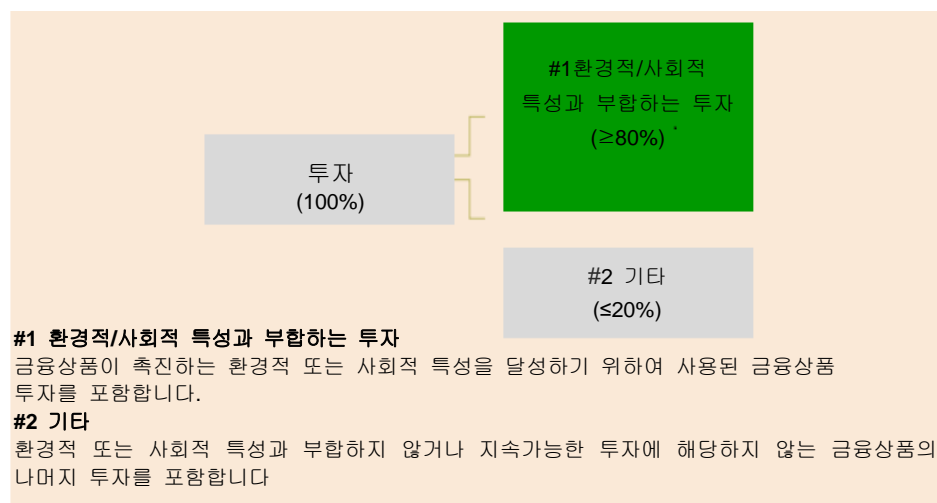 #1환경적/사회적
특성과 부합하는 투자
(≥80%) *
투자
(100%)
#2 기타
(≤20%)
#1 환경적/사회적 특성과 부합하는 투자
금융상품이 촉진하는 환경적 또는 사회적 특성을 달성하기 위하여 사용된 금융상품
투자를 포함합니다.
#2 기타
환경적 또는 사회적 특성과 부합하지 않거나 지속가능한 투자에 해당하지 않는 금융상품의
나머지 투자를 포함합니다